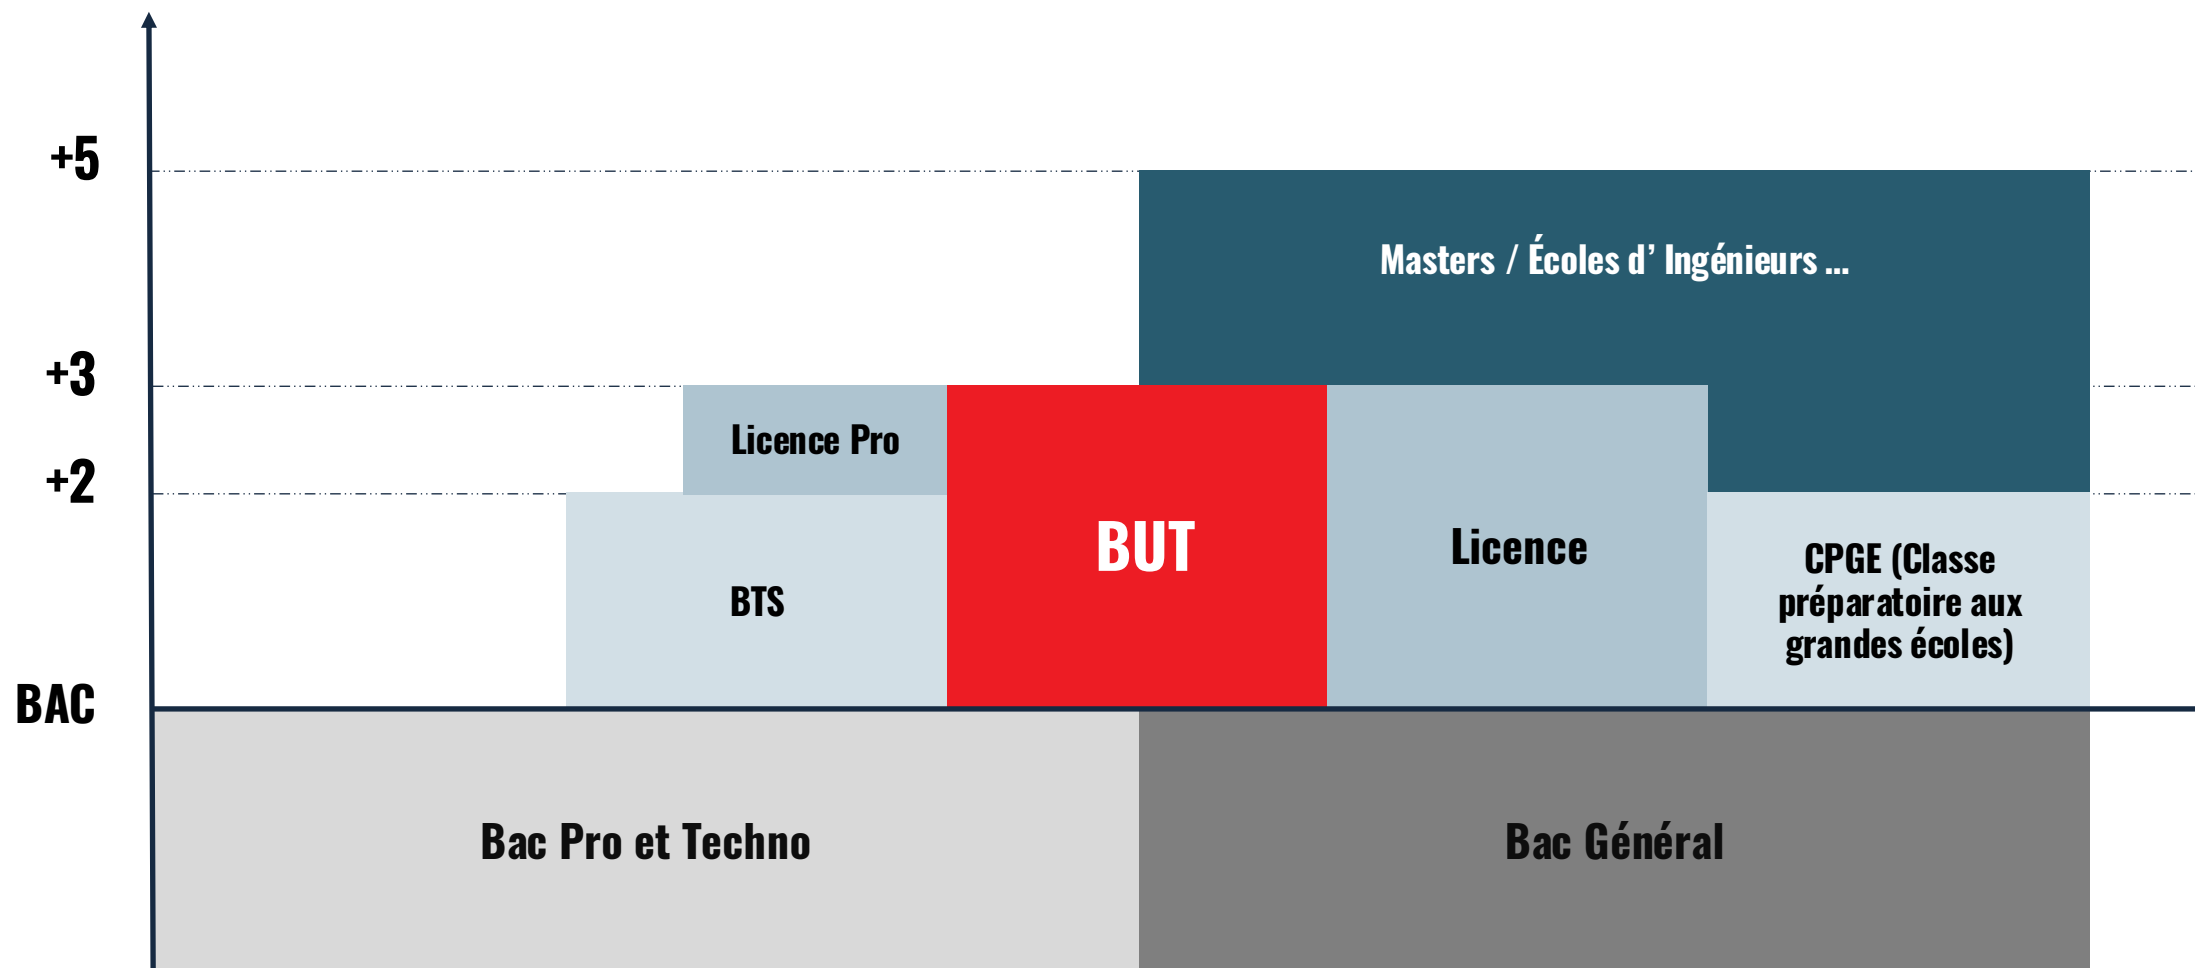 +5
Masters / Écoles d’ Ingénieurs ...
+3
Licence Pro
+2
BUT
Licence
BTS
CPGE (Classe
préparatoire aux
grandes écoles)
BAC
Bac Pro et Techno
Bac Général